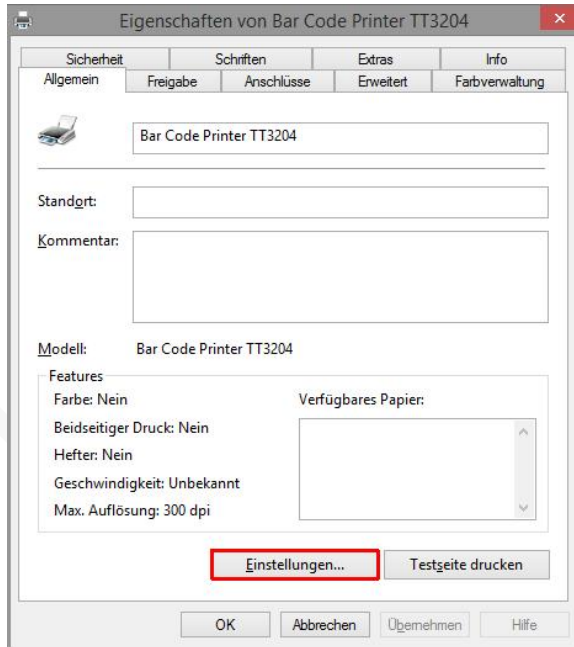 Eigenschaften von Bar Code Printer TT3204
Sicherheit Schriften Extras Info
Allgemein Freigabe Anschlüsse Erweitert Farbverwaltung
Bar Code Printer TT3204
Standort:
Kommentar:
Modell: Bar Code Printer TT3204
Features
Farbe: Nein Verfügbares Papier:
Beidseitiger Druck: Nein
Hefter: Nein
Geschwindigkeit: Unbekannt
Max. Auflösung: 300 dpi
Einstellungen... Testseite drucken
OK Abbrechen Übernehmen Hilfe